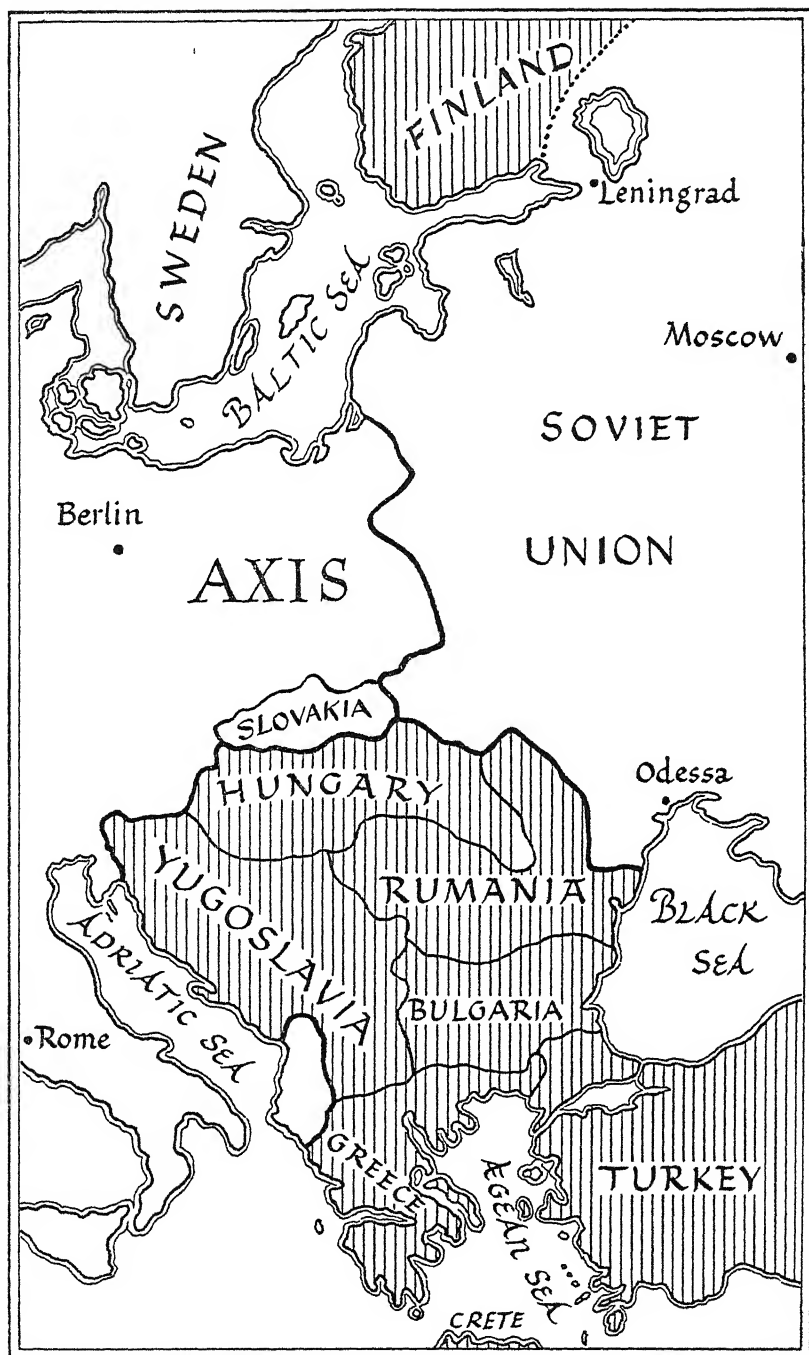 FINLAND
SWEDEN
Leningrad
BALTIC SEA
Moscow
SOVIET
UNION
Berlin
AXIS
SLOVAKIA
HUNGARY
Odessa
YUGOSLAVIA
RUMANIA
BLACK
SEA
ADRIATIC SEA
BULGARIA
Rome
GREECE
ÆGEAN SEA
TURKEY
CRETE